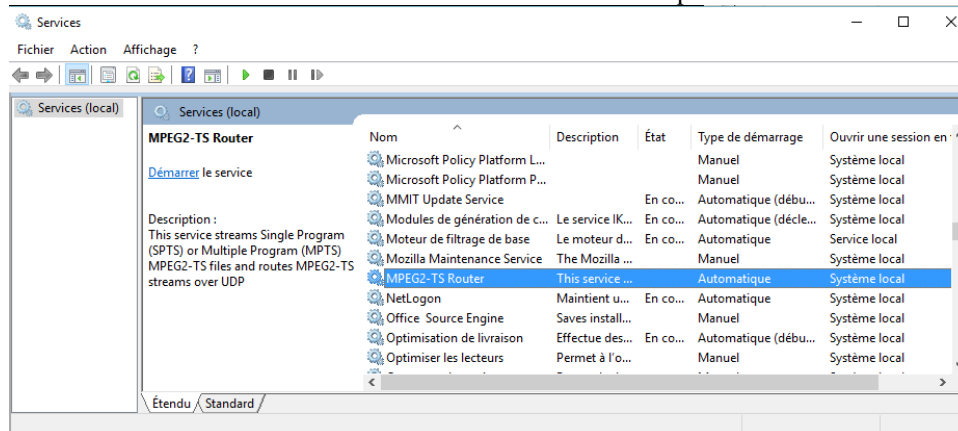 Services
Fichier Action Affichage ?
Services (local)
Services (local)
MPEG2-TS Router
Démarrer le service
Description :
This service streams Single Program
(SPTS) or Multiple Program (MPTS)
MPEG2-TS files and routes MPEG2-TS
streams over UDP
Nom Description État Type de démarrage Ouvrir une session en
Microsoft Policy Platform L... Manuel Système local
Microsoft Policy Platform P... Manuel Système local
MMIT Update Service En co... Automatique (débu... Système local
Modules de génération de c... Le service IK... En co... Automatique (décle... Système local
Moteur de filtrage de base Le moteur d... En co... Automatique Service local
Mozilla Maintenance Service The Mozilla ... Manuel Système local
MPEG2-TS Router This service ... Automatique Système local
NetLogon Maintient u... En co... Automatique Système local
Office Source Engine Saves install... Manuel Système local
Optimisation de livraison Effectue des... En co... Automatique (débu... Système local
Optimiser les lecteurs Permet à l'o... Manuel Système local
Étendu Standard